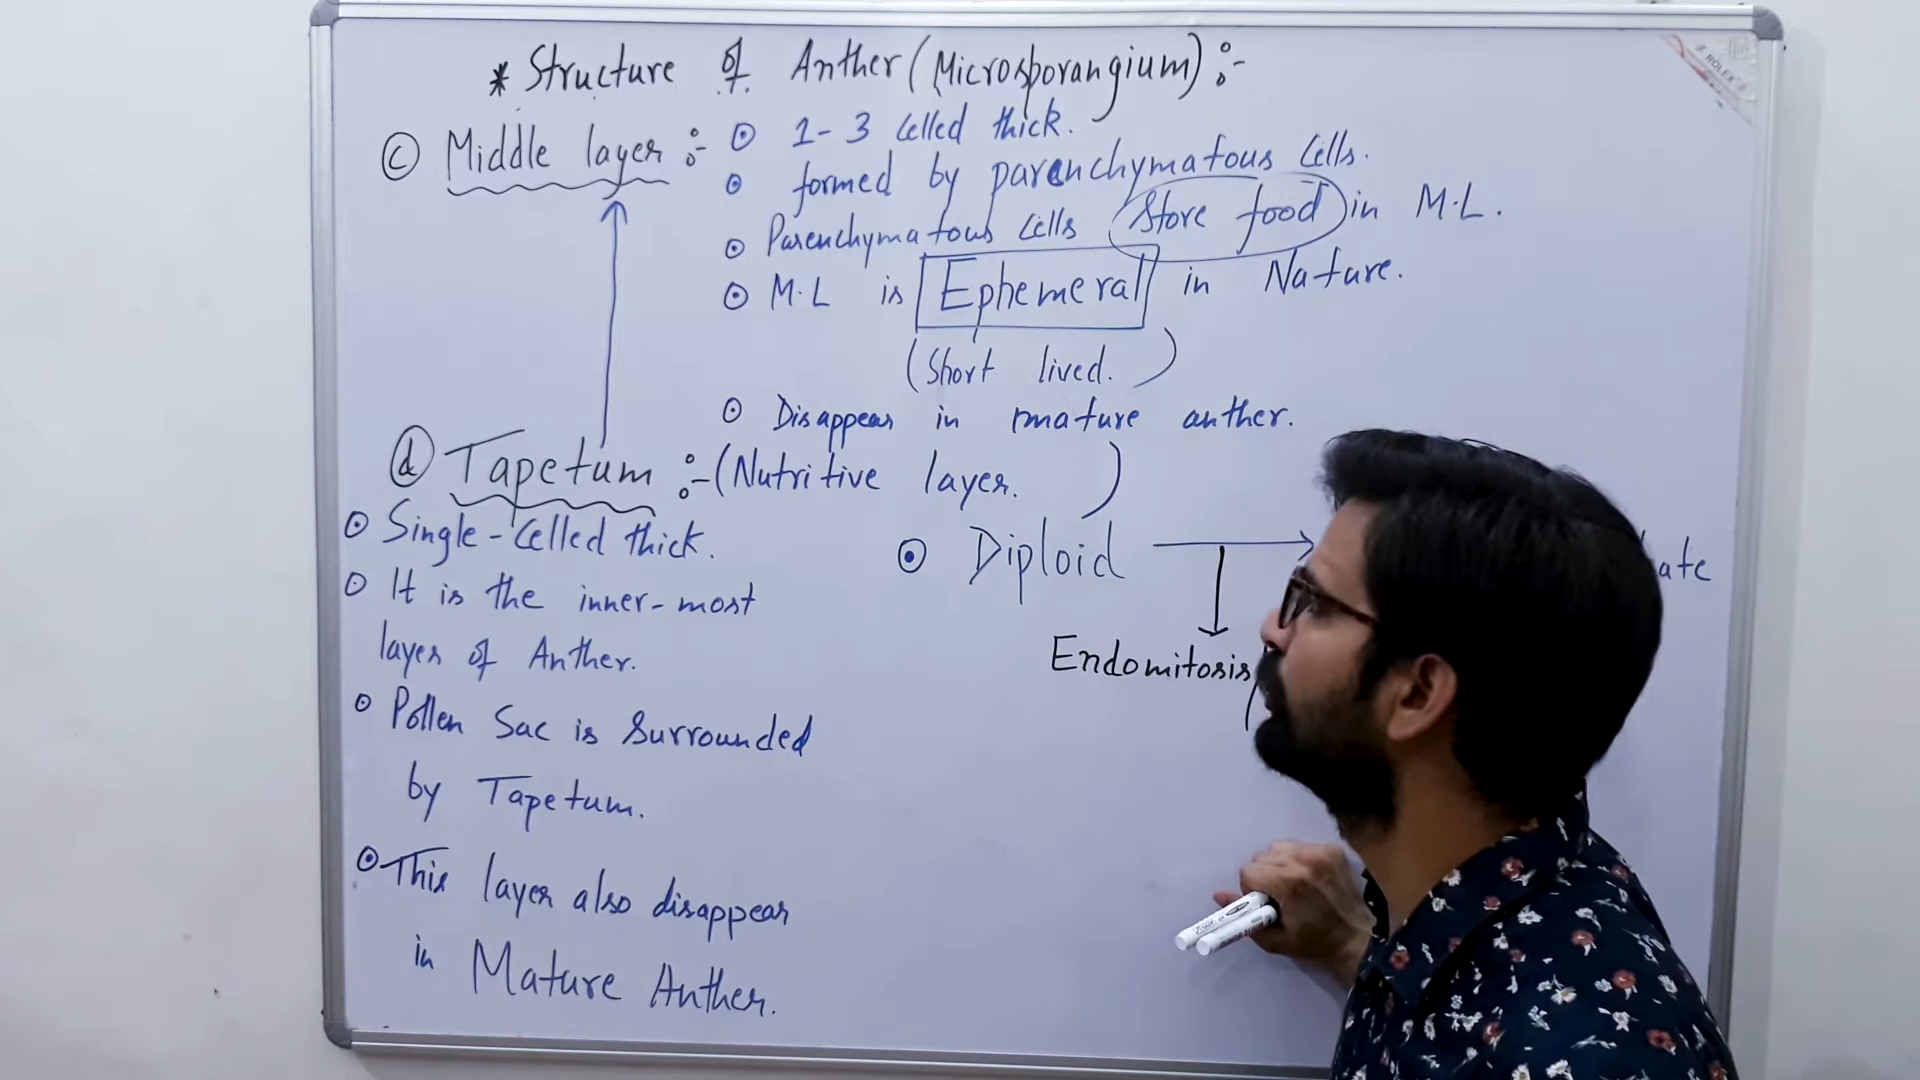 * Structure of Anther (Microsporangium) :-
(c) Middle layer :- ⊙ 1-3 Celled thick.
⊙ formed by parenchymatous Cells.
⊙ Parenchymatous Cells Store food in M.L.
⊙ M.L is Ephemeral in Nature.
(Short lived.)
⊙ Disappear in mature anther.
(d) Tapetum :- (Nutritive layer.)
⊙ Single-Celled thick.
⊙ It is the inner-most
layer of Anther.
⊙ Pollen Sac is Surrounded
by Tapetum.
⊙ This layer also disappear
in Mature Anther.
⊙ Diploid → ate
Endomitosis
ROLEX